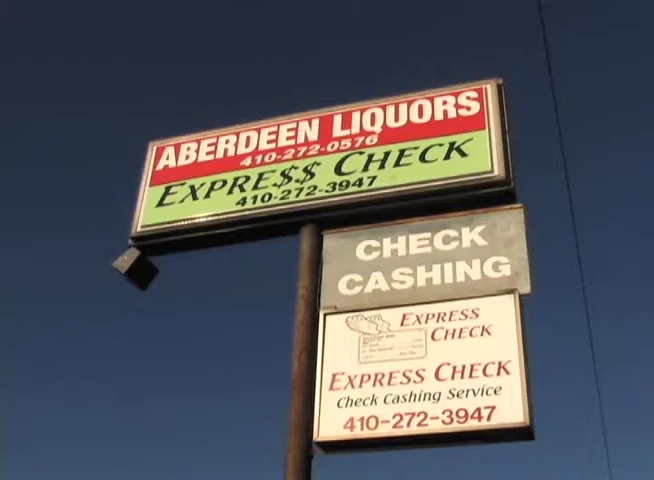 ABERDEEN LIQUORS
410-272-0576
EXPRE$$ CHECK
410-272-3947
CHECK
CASHING
EXPRESS
CHECK
EXPRESS CHECK
Check Cashing Service
410-272-3947